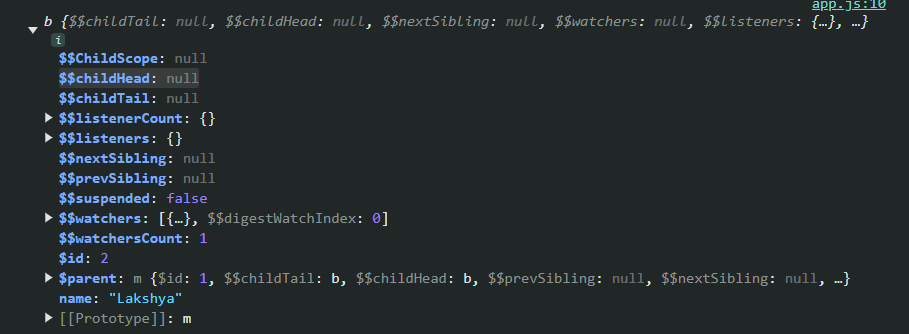 app.js:10
b {$$childTail: null, $$childHead: null, $$nextSibling: null, $$watchers: null, $$listeners: {…}, …}
i
$$ChildScope: null
$$childHead: null
$$childTail: null
$$listenerCount: {}
$$listeners: {}
$$nextSibling: null
$$prevSibling: null
$$suspended: false
$$watchers: [{…}, $$digestWatchIndex: 0]
$$watchersCount: 1
$id: 2
$parent: m {$id: 1, $$childTail: b, $$childHead: b, $$prevSibling: null, $$nextSibling: null, …}
name: "Lakshya"
[[Prototype]]: m